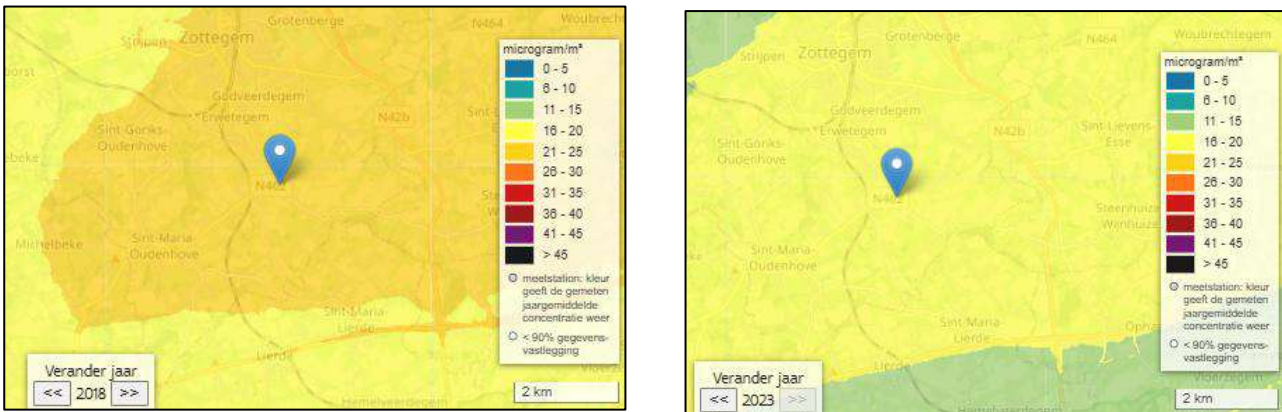 Grotenberge
N464
Strijpen
Zottegem
microgram/m³
0 - 5
6 - 10
11 - 15
16 - 20
21 - 25
26 - 30
31 - 35
36 - 40
41 - 45
> 45
meetstation: kleur
geeft de gemeten
jaargemiddelde
concentratie weer
< 90% gegevens-
vastlegging
Godveerdegem
Erwetegem
N42b
Sint-Goriks-
Oudenhove
N462
Michelbeke
Sint-Maria-
Oudenhove
Sint-Maria-
Lierde
Lierde
Hemelveerdegem
Verander jaar
<< 2018 >>
2 km
Grotenberge
N464
Woubrechtegem
Strijpen
Zottegem
microgram/m³
0 - 5
6 - 10
11 - 15
16 - 20
21 - 25
26 - 30
31 - 35
36 - 40
41 - 45
> 45
meetstation: kleur
geeft de gemeten
jaargemiddelde
concentratie weer
< 90% gegevens-
vastlegging
Godveerdegem
Erwetegem
N42b
Sint-Lievens-
Esse
Sint-Goriks-
Oudenhove
N462
Sint-Maria-
Oudenhove
Sint-Maria-
Lierde
Lierde
Verander jaar
<< 2023 >>
2 km